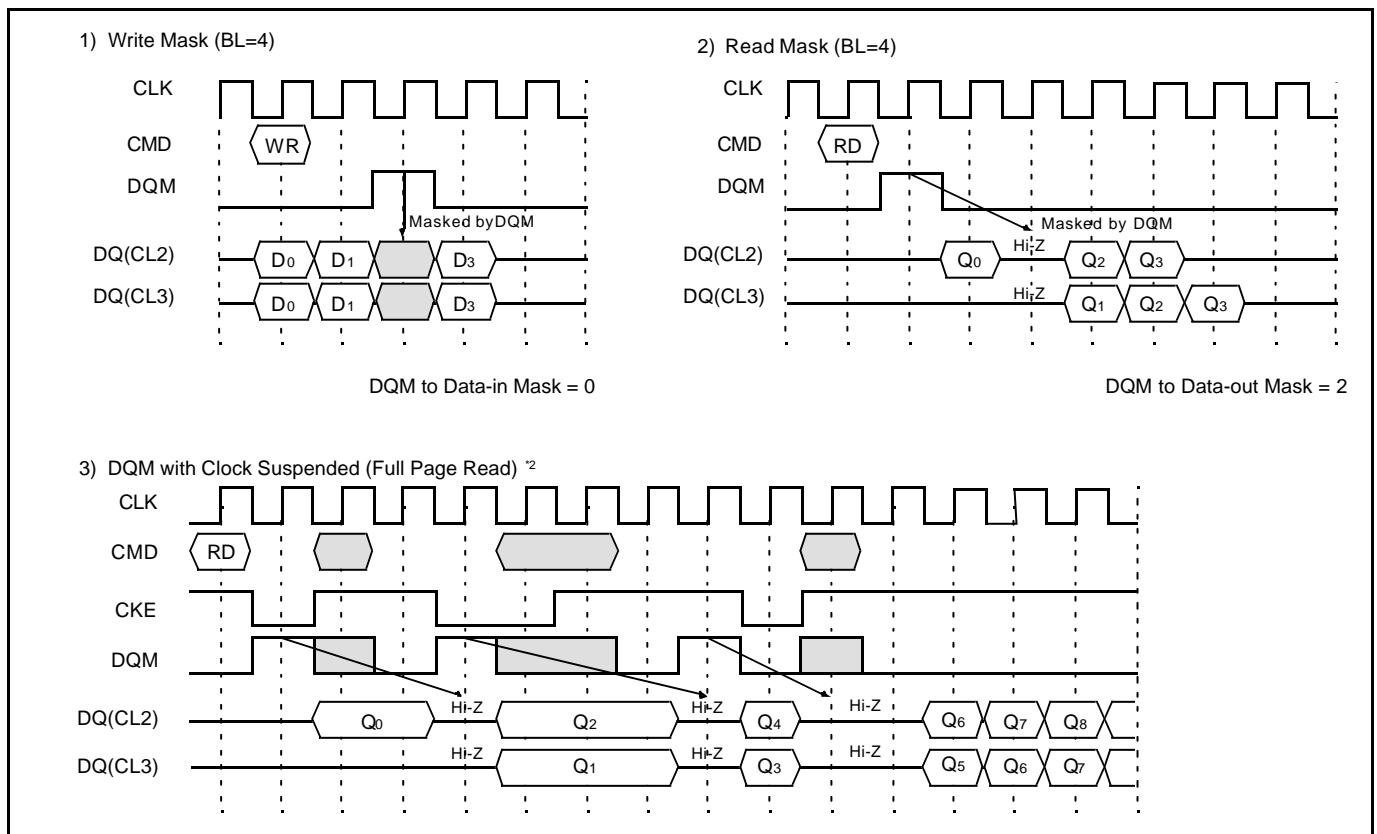 1) Write Mask (BL=4)
CLK
CMD
WR
DQM
Masked by DQM
DQ(CL2)
D0 D1 D3
DQ(CL3)
D0 D1 D3
DQM to Data-in Mask = 0
2) Read Mask (BL=4)
CLK
CMD
RD
DQM
Masked by DQM
DQ(CL2)
Q0 Hi-Z Q2 Q3
DQ(CL3)
Hi-Z Q1 Q2 Q3
DQM to Data-out Mask = 2
3) DQM with Clock Suspended (Full Page Read) *2
CLK
CMD
RD
CKE
DQM
DQ(CL2)
Q0 Hi-Z Q2 Hi-Z Q4 Hi-Z Q6 Q7 Q8
DQ(CL3)
Hi-Z Q1 Hi-Z Q3 Hi-Z Q5 Q6 Q7